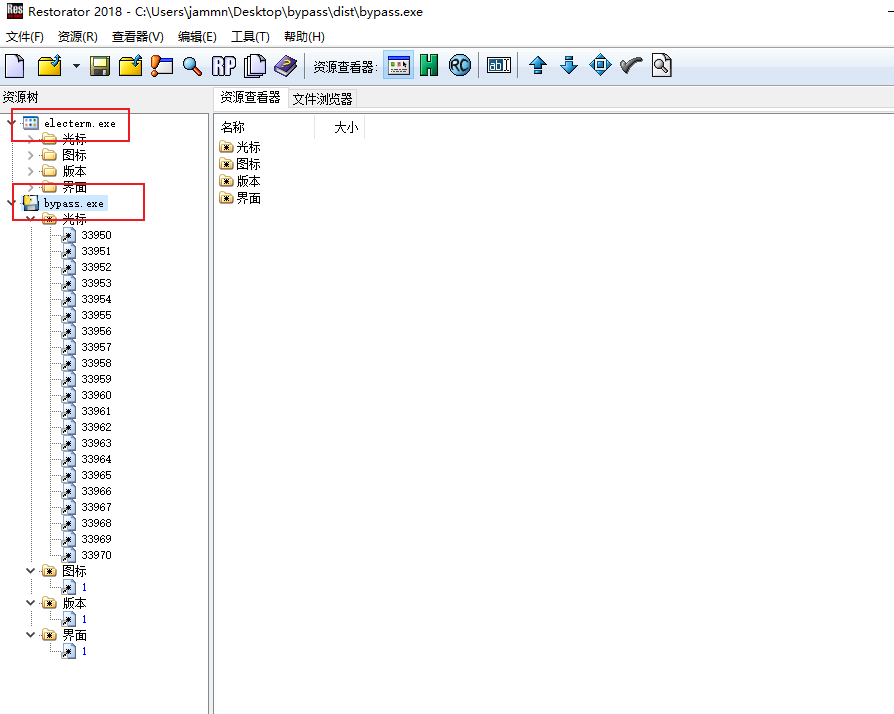 Res
Restorator 2018 - C:\Users\jammn\Desktop\bypass\dist\bypass.exe
文件(F) 资源(R) 查看器(V) 编辑(E) 工具(T) 帮助(H)
RP 资源查看器: H RC ab
资源树
资源查看器 文件浏览器
electerm.exe
光标
图标
版本
界面
bypass.exe
光标
33950
33951
33952
33953
33954
33955
33956
33957
33958
33959
33960
33961
33962
33963
33964
33965
33966
33967
33968
33969
33970
图标
1
版本
1
界面
1
名称 大小
光标
图标
版本
界面